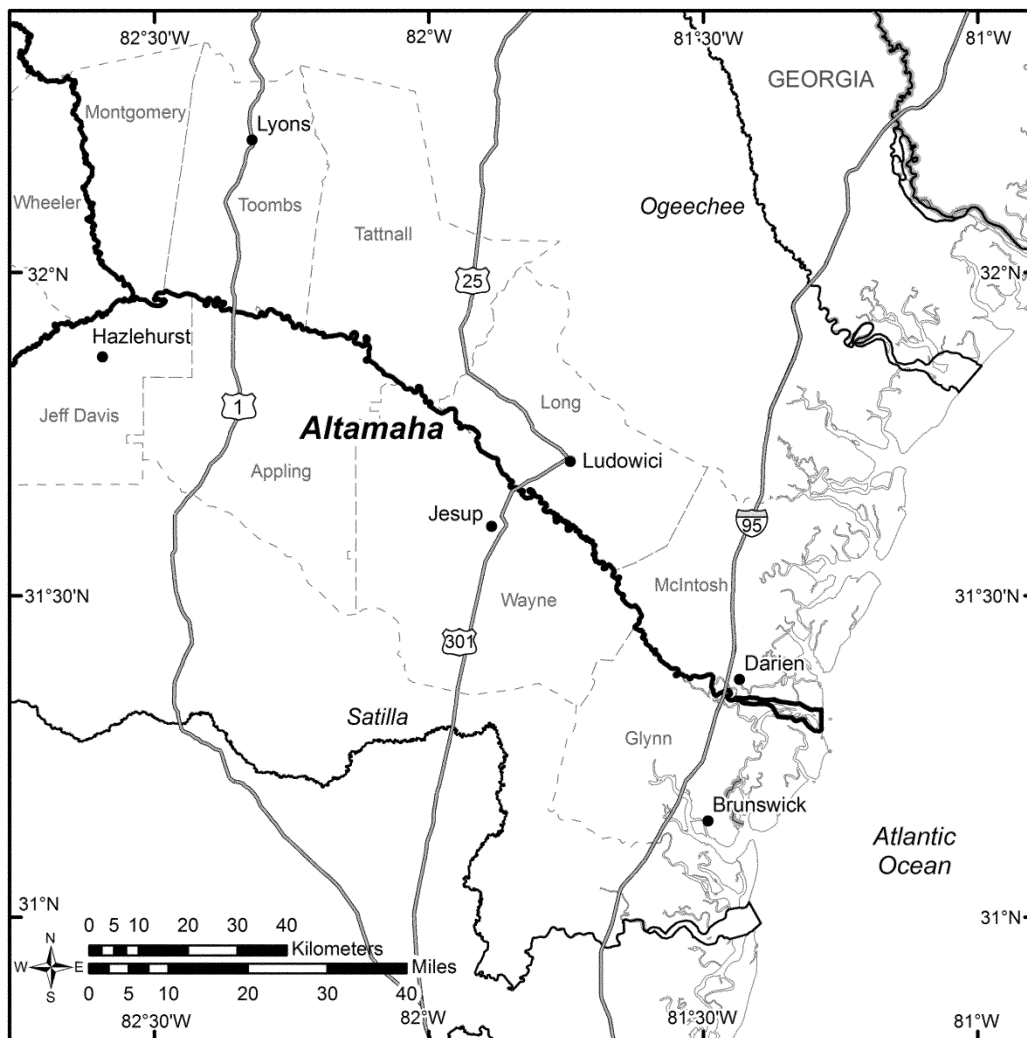 82°30'W
82°W
81°30'W
81°W
GEORGIA
Montgomery
Lyons
Wheeler
Toombs
Ogeechee
Tattnall
32°N
25
32°N
Hazlehurst
1
Jeff Davis
Altamaha
Long
Appling
Ludowici
Jesup
95
31°30'N
Wayne
McIntosh
31°30'N
301
Darien
Satilla
Glynn
Brunswick
Atlantic
Ocean
31°N
31°N
0 5 10 20 30 40
Kilometers
N
W E
S
Miles
0 5 10 20 30 40
82°30'W
82°W
81°30'W
81°W